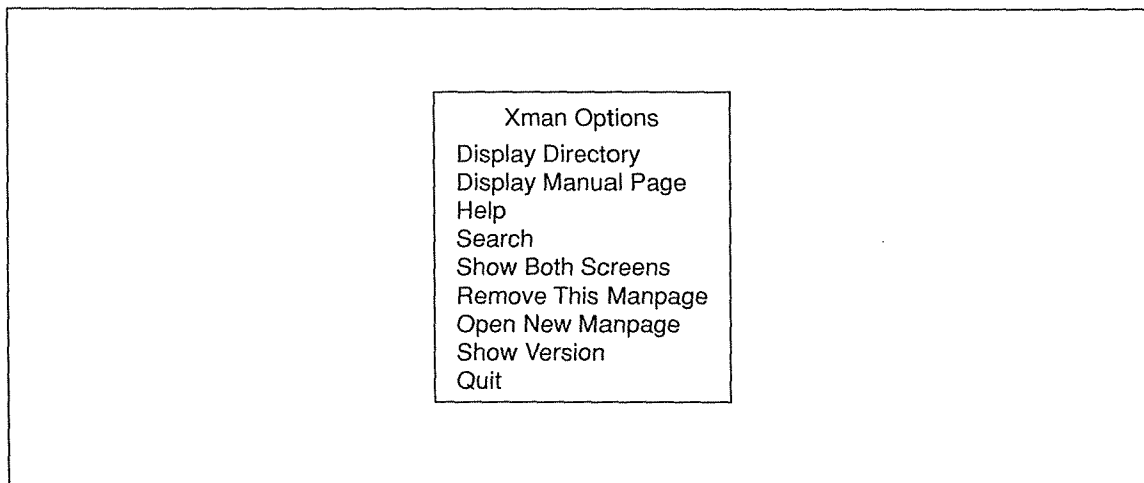 Xman Options
Display Directory
Display Manual Page
Help
Search
Show Both Screens
Remove This Manpage
Open New Manpage
Show Version
Quit